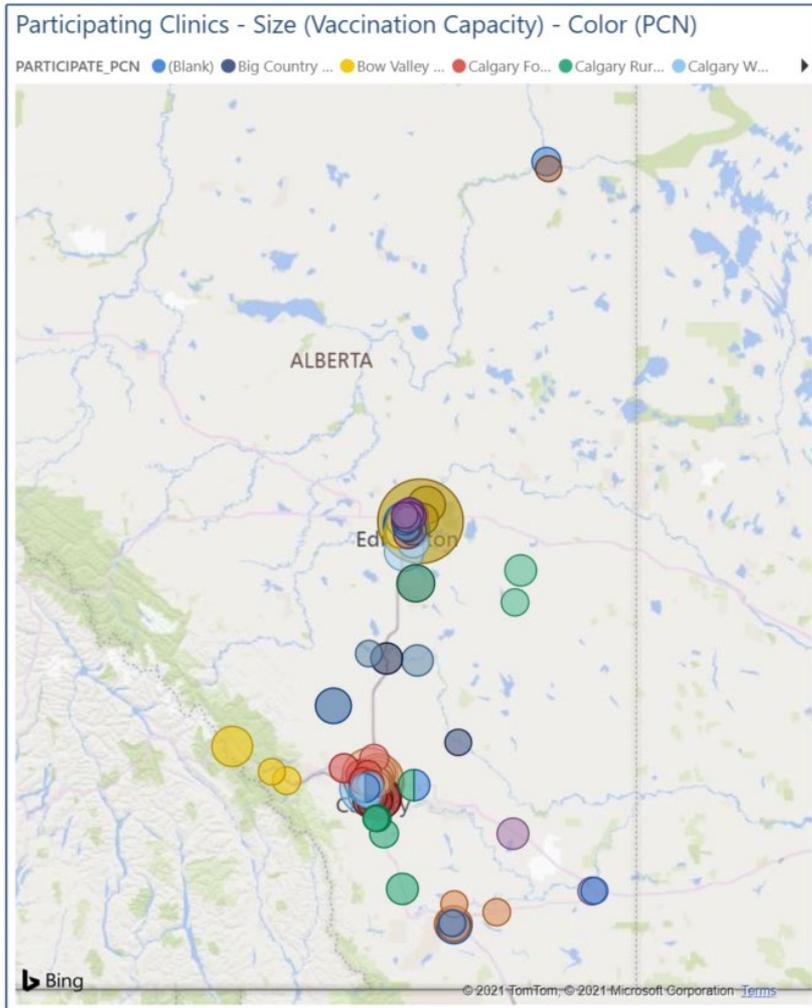 Participating Clinics - Size (Vaccination Capacity) - Color (PCN)
PARTICIPATE_PCN (Blank) Big Country ... Bow Valley ... Calgary Fo... Calgary Rur... Calgary W...
ALBERTA
Bing
© 2021 TomTom, © 2021 Microsoft Corporation Terms